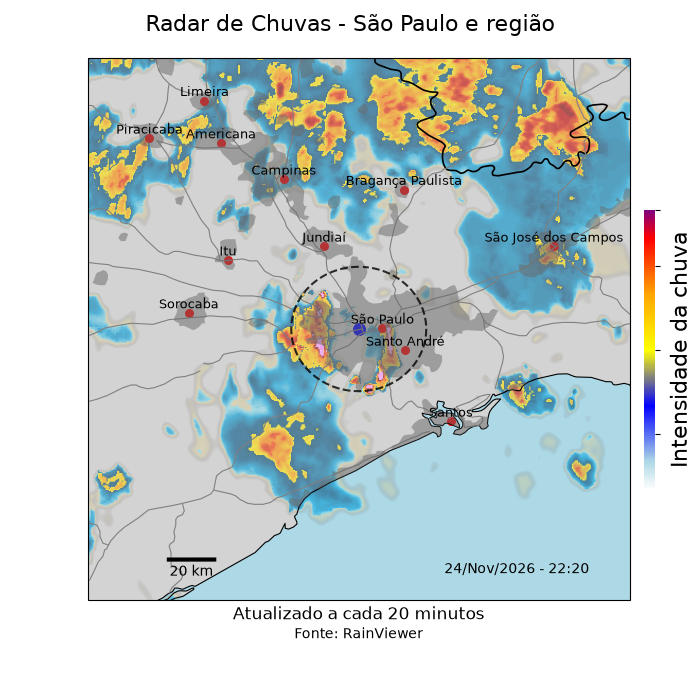 Radar de Chuvas - São Paulo e região
Limeira
Piracicaba
Americana
Campinas
Bragança Paulista
Jundiaí
São José dos Campos
Itu
Sorocaba
São Paulo
Santo André
Santos
Intensidade da chuva
20 km
24/Nov/2026 - 22:20
Atualizado a cada 20 minutos
Fonte: RainViewer